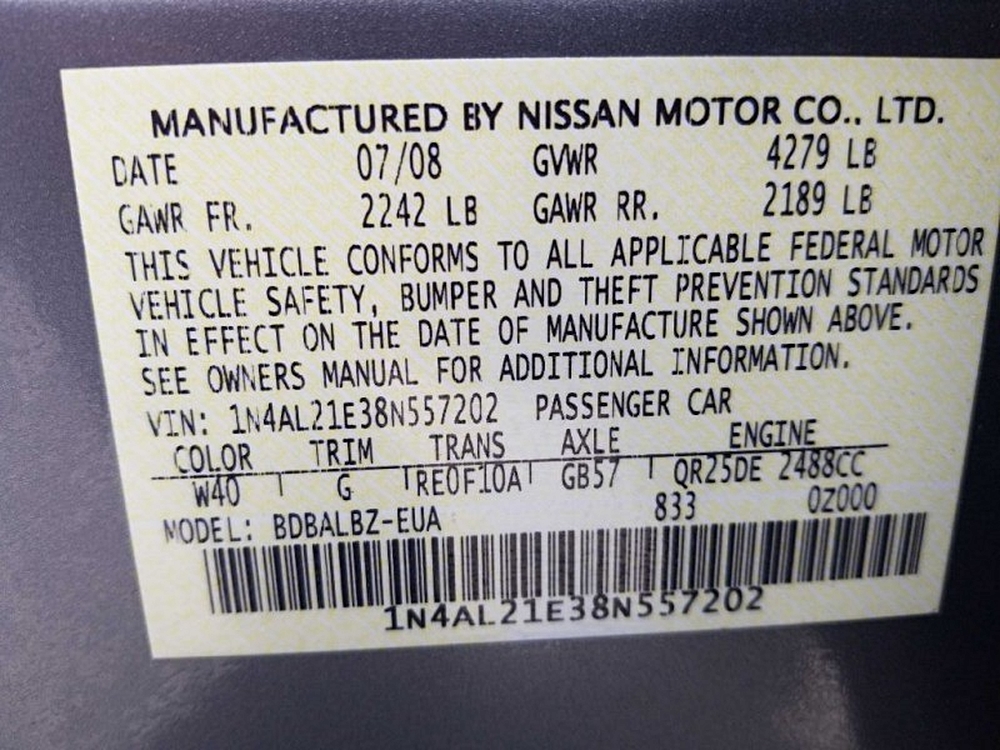 MANUFACTURED BY NISSAN MOTOR CO., LTD.
DATE 07/08 GVWR 4279 LB
GAWR FR. 2242 LB GAWR RR. 2189 LB
THIS VEHICLE CONFORMS TO ALL APPLICABLE FEDERAL MOTOR
VEHICLE SAFETY, BUMPER AND THEFT PREVENTION STANDARDS
IN EFFECT ON THE DATE OF MANUFACTURE SHOWN ABOVE.
SEE OWNERS MANUAL FOR ADDITIONAL INFORMATION.
VIN: 1N4AL21E38N557202 PASSENGER CAR
COLOR TRIM TRANS AXLE ENGINE
W40 G RE0F10A GB57 QR25DE 2488CC
MODEL: BDBALBZ-EUA 833 0Z000
1N4AL21E38N557202